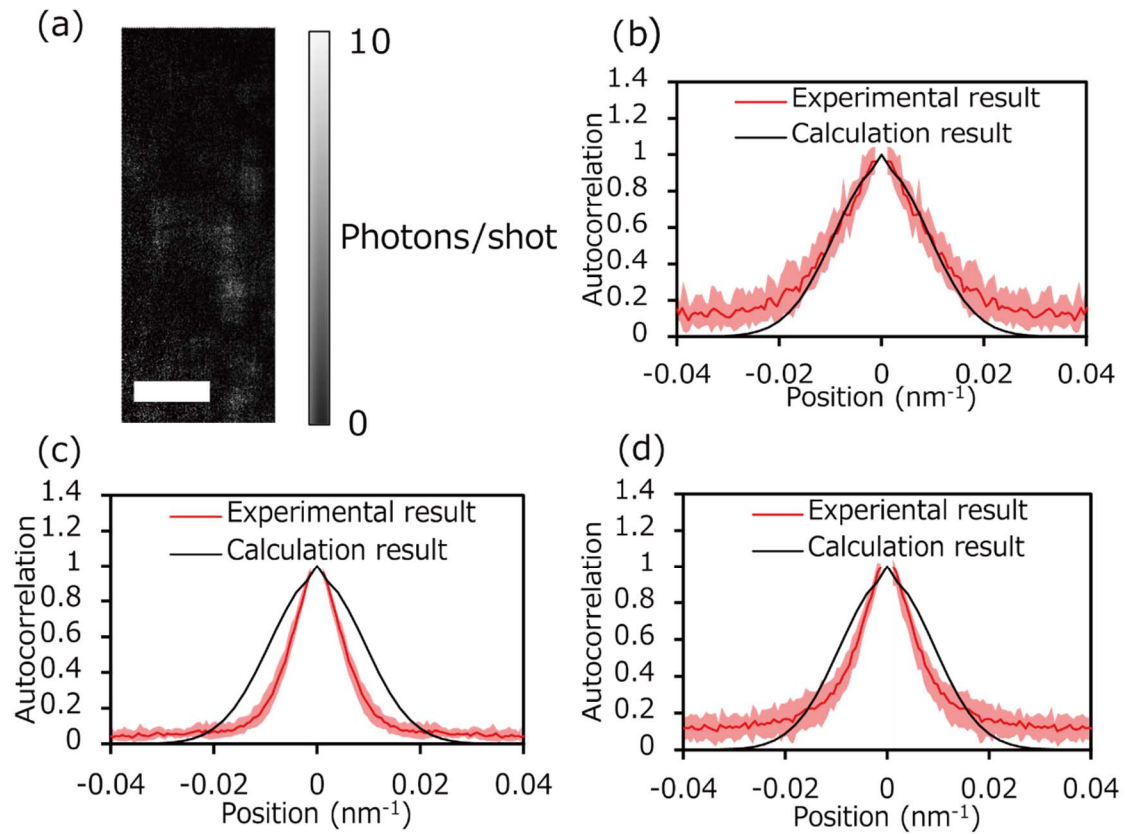 (a)
10
Photons/shot
0
(b)
1.4
1.2
1
0.8
0.6
0.4
0.2
0
Autocorrelation
Experimental result
Calculation result
-0.04
-0.02
0
0.02
0.04
Position (nm-1)
(c)
1.4
1.2
1
0.8
0.6
0.4
0.2
0
Autocorrelation
Experimental result
Calculation result
-0.04
-0.02
0
0.02
0.04
Position (nm-1)
(d)
1.4
1.2
1
0.8
0.6
0.4
0.2
0
Autocorrelation
Experiental result
Calculation result
-0.04
-0.02
0
0.02
0.04
Position (nm-1)